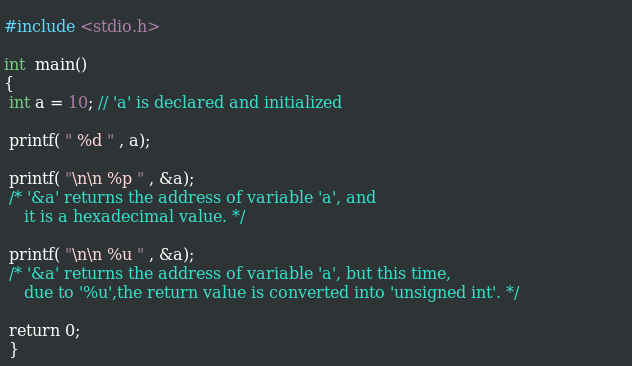 #include <stdio.h>
int  main()
{
int a = 10; // 'a' is declared and initialized
printf( " %d " , a);
printf( "\n\n %p " , &a);
/* '&a' returns the address of variable 'a', and
it is a hexadecimal value. */
printf( "\n\n %u " , &a);
/* '&a' returns the address of variable 'a', but this time,
due to '%u',the return value is converted into 'unsigned int'. */
return 0;
}